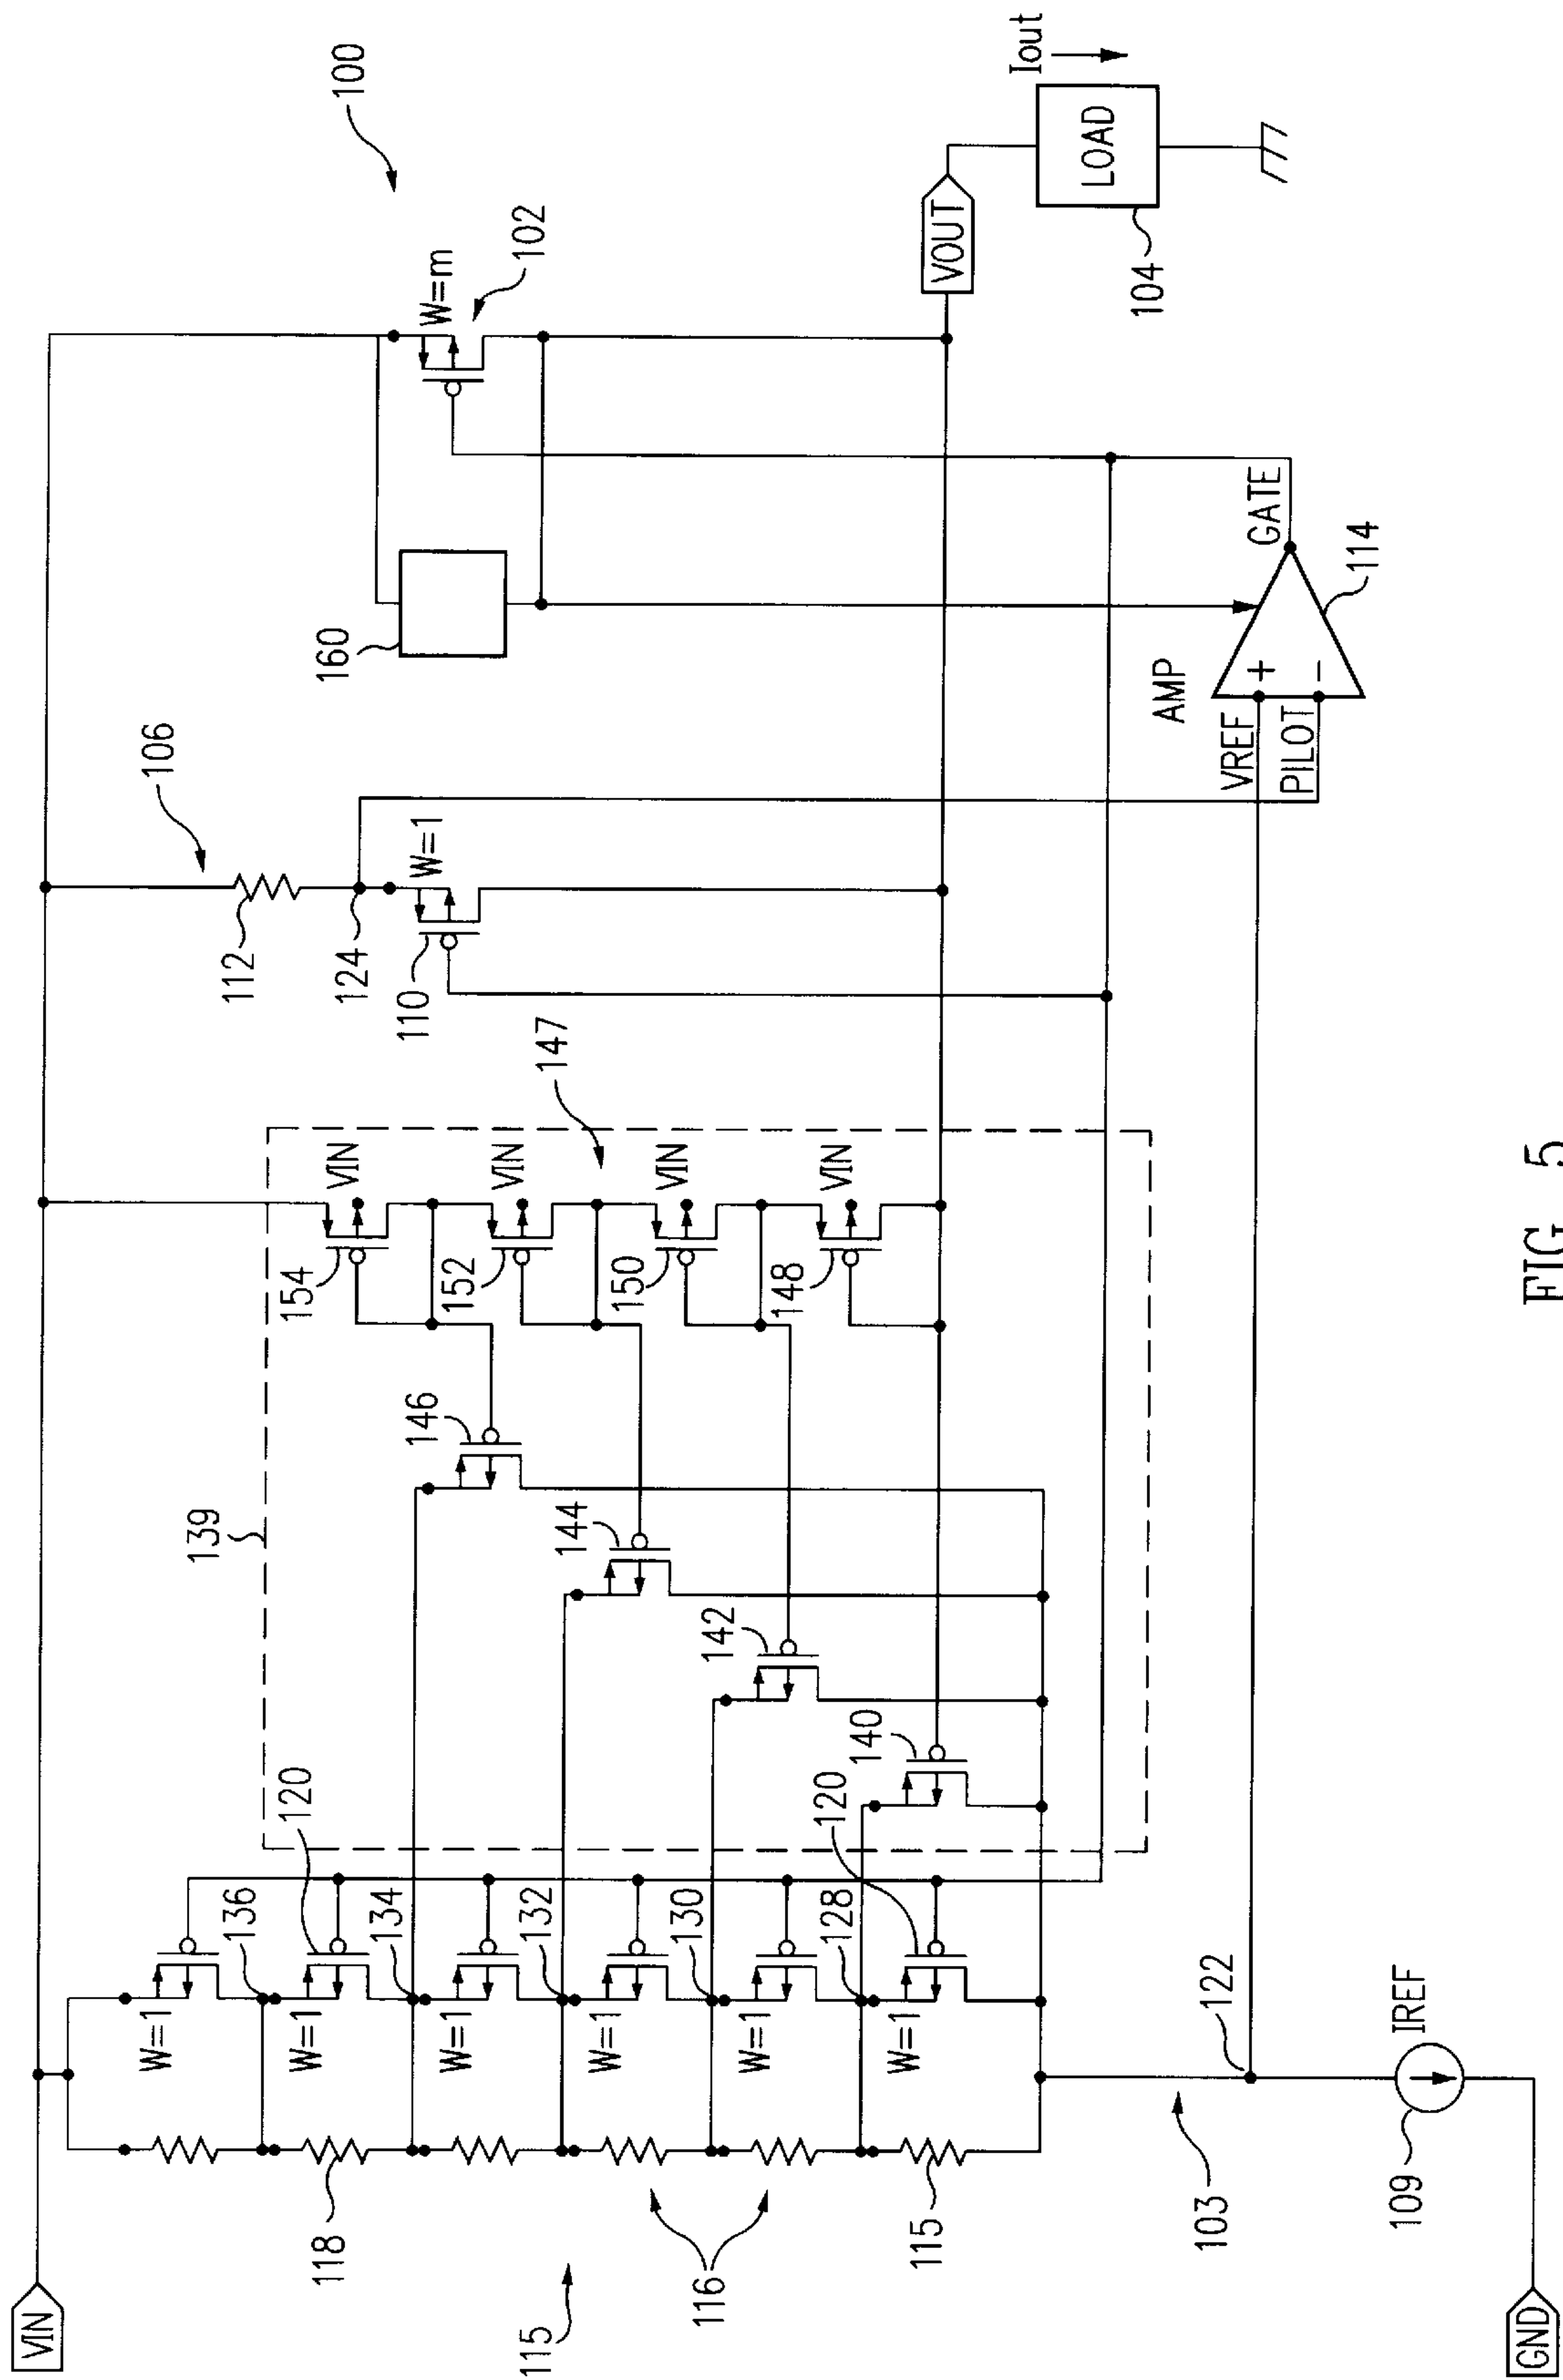 VIN
GND
100
W=m
102
VOUT
Iout
LOAD
104
160
106
112
124
110
W=1
AMP
VREF
PILOT
GATE
114
139
147
154
VIN
152
VIN
150
VIN
148
VIN
146
144
142
140
120
120
136
134
132
130
128
W=1
W=1
W=1
W=1
W=1
W=1
118
116
115
115
103
122
IREF
109
FIG. 5